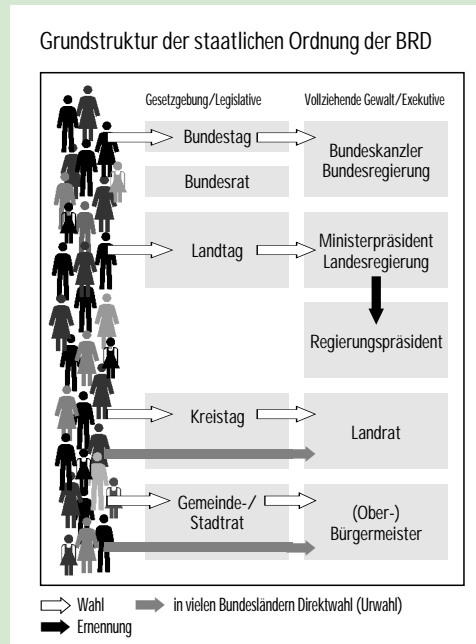 Grundstruktur der staatlichen Ordnung der BRD
Gesetzgebung/Legislative
Vollziehende Gewalt/Exekutive
Bundestag
Bundeskanzler
Bundesregierung
Bundesrat
Landtag
Ministerpräsident
Landesregierung
Regierungspräsident
Kreistag
Landrat
Gemeinde-/
Stadtrat
(Ober-)
Bürgermeister
Wahl
in vielen Bundesländern Direktwahl (Urwahl)
Ernennung